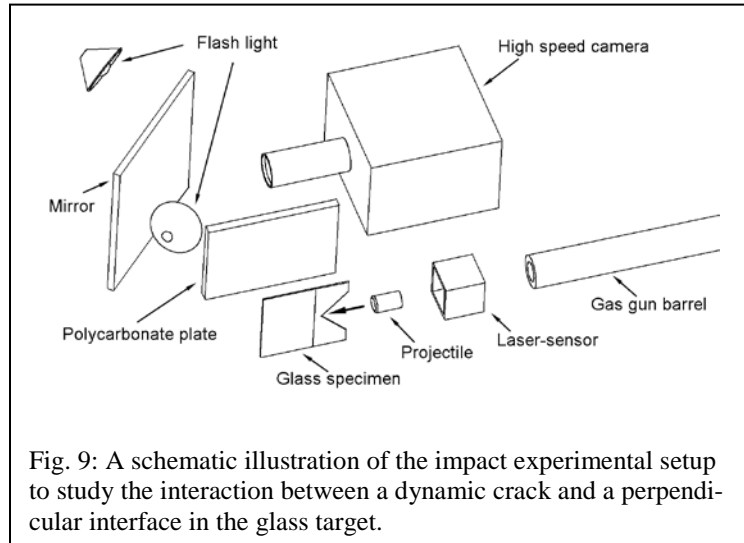 Flash light
High speed camera
Mirror
Gas gun barrel
Polycarbonate plate
Laser-sensor
Projectile
Glass specimen
Fig. 9: A schematic illustration of the impact experimental setup
to study the interaction between a dynamic crack and a perpendi-
cular interface in the glass target.